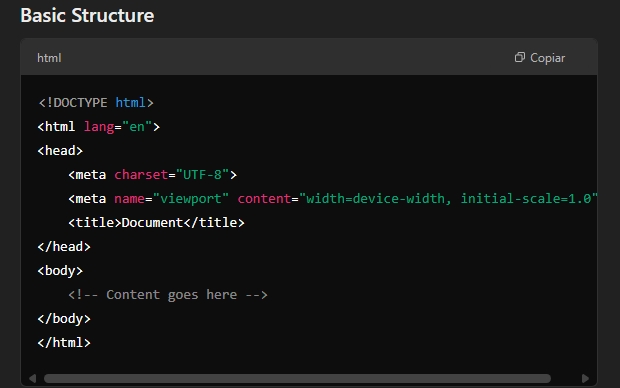 Basic Structure
html Copiar
<!DOCTYPE html>
<html lang="en">
<head>
    <meta charset="UTF-8">
    <meta name="viewport" content="width=device-width, initial-scale=1.0"
    <title>Document</title>
</head>
<body>
    <!-- Content goes here -->
</body>
</html>